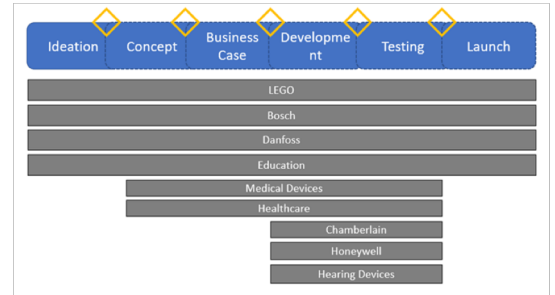 Ideation
Concept
Business
Case
Developme
nt
Testing
Launch
LEGO
Bosch
Danfoss
Education
Medical Devices
Healthcare
Chamberlain
Honeywell
Hearing Devices